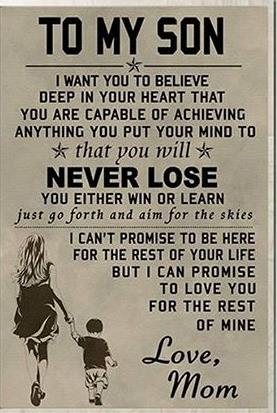 TO MY SON
I WANT YOU TO BELIEVE
DEEP IN YOUR HEART THAT
YOU ARE CAPABLE OF ACHIEVING
ANYTHING YOU PUT YOUR MIND TO
that you will
NEVER LOSE
YOU EITHER WIN OR LEARN
just go forth and aim for the skies
I CAN'T PROMISE TO BE HERE
FOR THE REST OF YOUR LIFE
BUT I CAN PROMISE
TO LOVE YOU
FOR THE REST
OF MINE
Love,
Mom